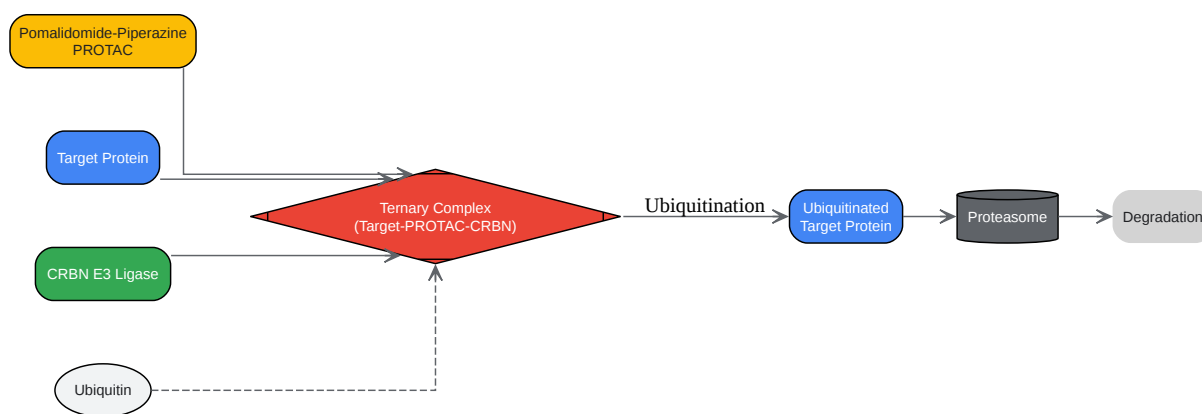 Pomalidomide-Piperazine
PROTAC
Target Protein
CRBN E3 Ligase
Ubiquitin
Ternary Complex
(Target-PROTAC-CRBN)
Ubiquitination
Ubiquitinated
Target Protein
Proteasome
Degradation